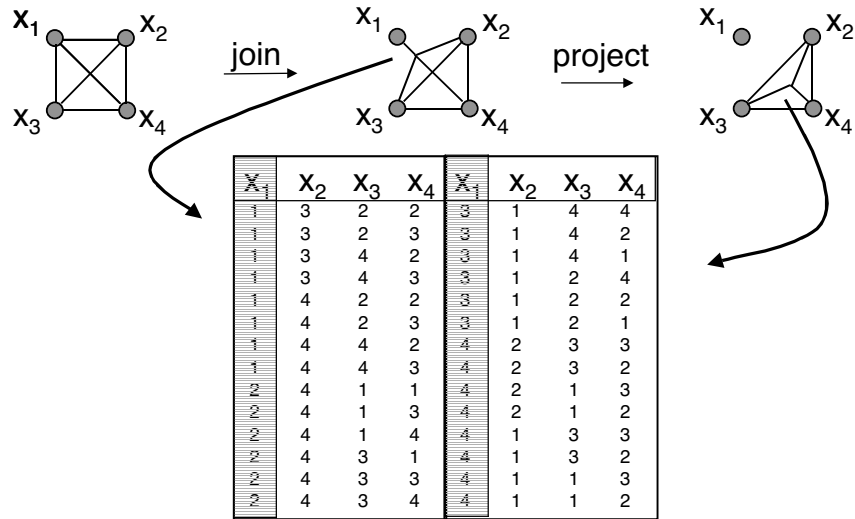 x1 x2 x1 x2 x1 x2
join project
x3 x4 x3 x4 x3 x4
x1 x2 x3 x4 x1 x2 x3 x4
1 3 2 2 3 1 4 4
1 3 2 3 3 1 4 2
1 3 4 2 3 1 4 1
1 3 4 3 3 1 2 4
1 4 2 2 3 1 2 2
1 4 2 3 3 1 2 1
1 4 4 2 4 2 3 3
1 4 4 3 4 2 3 2
2 4 1 1 4 2 1 3
2 4 1 3 4 2 1 2
2 4 1 4 4 1 3 3
2 4 3 1 4 1 3 2
2 4 3 3 4 1 1 3
2 4 3 4 4 1 1 2